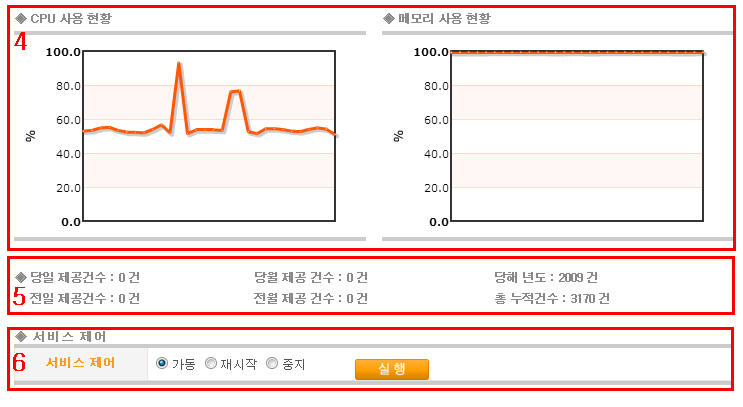 ◈ CPU 사용 현황
◈ 메모리 사용 현황
4
100.0
80.0
60.0
40.0
20.0
0.0
%
100.0
80.0
60.0
40.0
20.0
0.0
%
5
◈ 당일 제공건수 : 0 건 당월 제공 건수 : 0 건 당해 년도 : 2009 건
전일 제공건수 : 0 건 전월 제공 건수 : 0 건 총 누적건수 : 3170 건
◈ 서비스 제어
6
서비스 제어 가동 재시작 중지 실 행